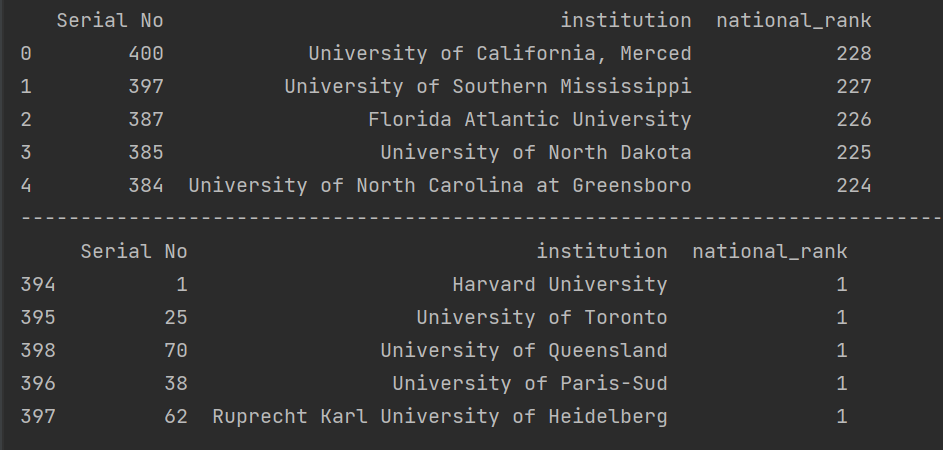 Serial No institution national_rank
0 400 University of California, Merced 228
1 397 University of Southern Mississippi 227
2 387 Florida Atlantic University 226
3 385 University of North Dakota 225
4 384 University of North Carolina at Greensboro 224
-----------------------------------------------------------------------------
Serial No institution national_rank
394 1 Harvard University 1
395 25 University of Toronto 1
398 70 University of Queensland 1
396 38 University of Paris-Sud 1
397 62 Ruprecht Karl University of Heidelberg 1